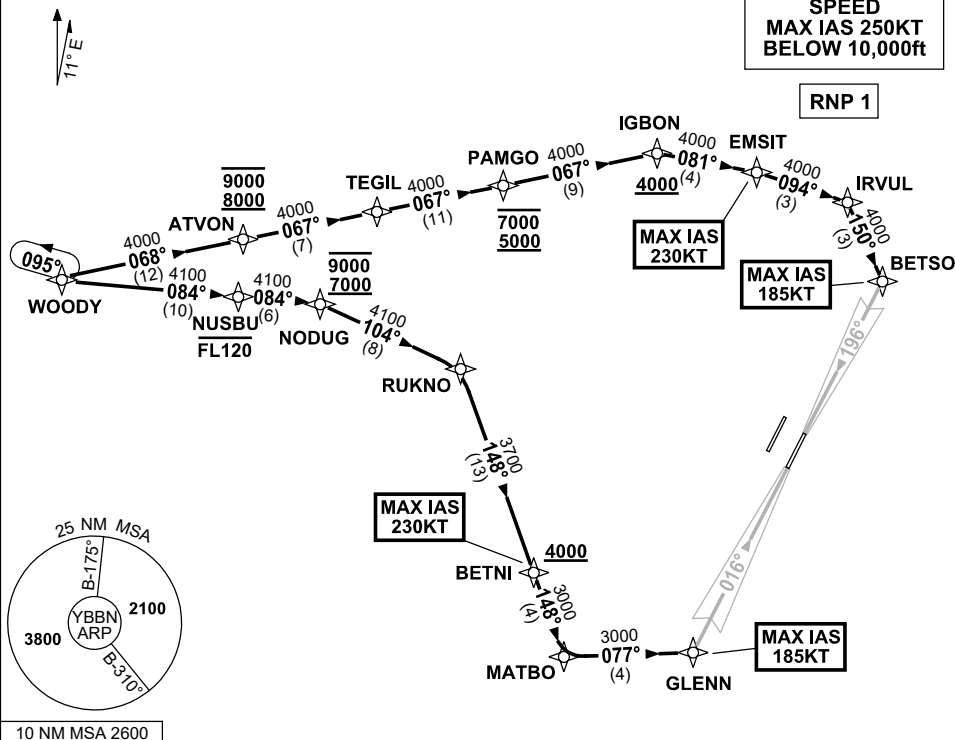 SPEED
MAX IAS 250KT
BELOW 10,000ft
RNP 1
11° E
IGBON
4000
081°
(4)
4000
EMSIT
4000
094°
(3)
MAX IAS
230KT
IRVUL
4000
150°
(3)
BETSO
MAX IAS
185KT
PAMGO
4000
067°
(9)
7000
5000
TEGIL
4000
067°
(11)
9000
8000
ATVON
4000
067°
(7)
4000
068°
(12)
095°
WOODY
4100
084°
(10)
NUSBU
FL120
084°
(6)
9000
7000
NODUG
4100
104°
(8)
RUKNO
3700
148°
(13)
MAX IAS
230KT
BETNI
4000
3000
148°
(4)
MATBO
3000
077°
(4)
GLENN
MAX IAS
185KT
196°
016°
25 NM MSA
B-175°
YBBN
ARP
2100
3800
B-310°
10 NM MSA 2600